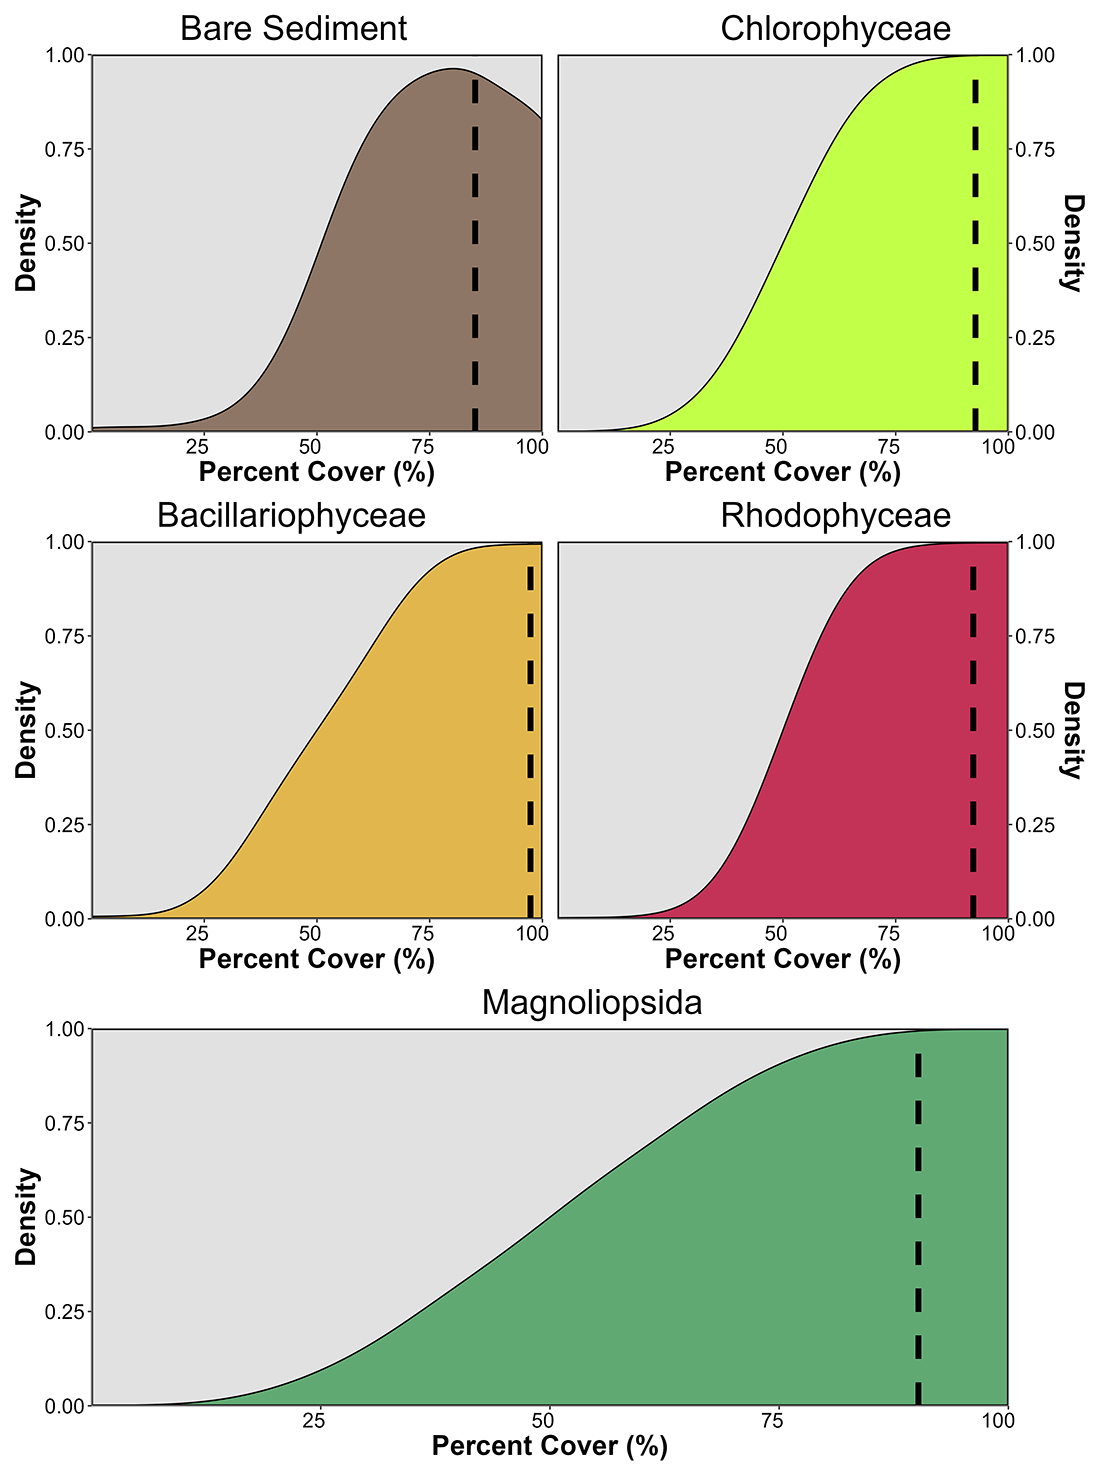 Bare Sediment
Chlorophyceae
1.00
0.75
0.50
0.25
0.00
Density
25 50 75 100
Percent Cover (%)
25 50 75 100
Percent Cover (%)
1.00
0.75
0.50
0.25
0.00
Density
Bacillariophyceae
Rhodophyceae
1.00
0.75
0.50
0.25
0.00
Density
25 50 75 100
Percent Cover (%)
25 50 75 100
Percent Cover (%)
1.00
0.75
0.50
0.25
0.00
Density
Magnoliopsida
1.00
0.75
0.50
0.25
0.00
Density
25 50 75 100
Percent Cover (%)